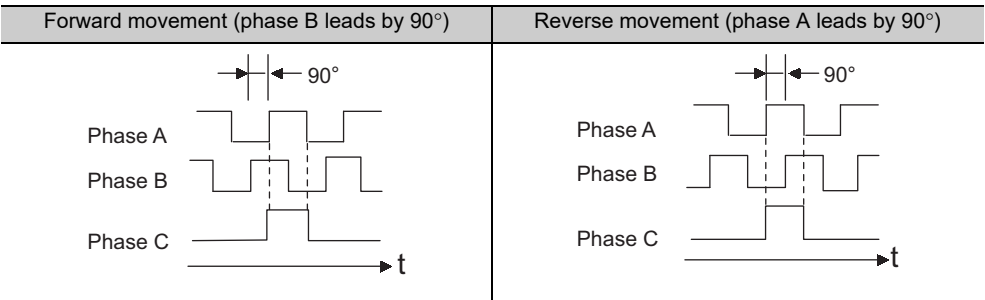 Forward movement (phase B leads by 90°)
Reverse movement (phase A leads by 90°)
90°
Phase A
Phase B
Phase C
t
90°
Phase A
Phase B
Phase C
t